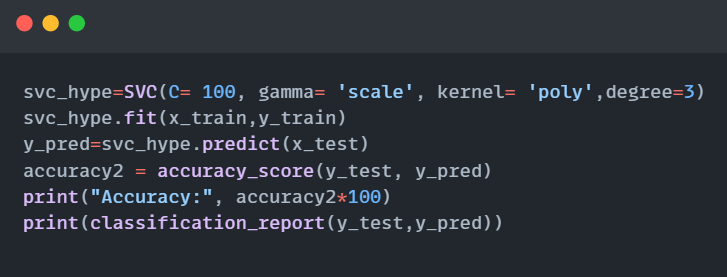 svc_hype=SVC(C= 100, gamma= 'scale', kernel= 'poly',degree=3)
svc_hype.fit(x_train,y_train)
y_pred=svc_hype.predict(x_test)
accuracy2 = accuracy_score(y_test, y_pred)
print("Accuracy:", accuracy2*100)
print(classification_report(y_test,y_pred))